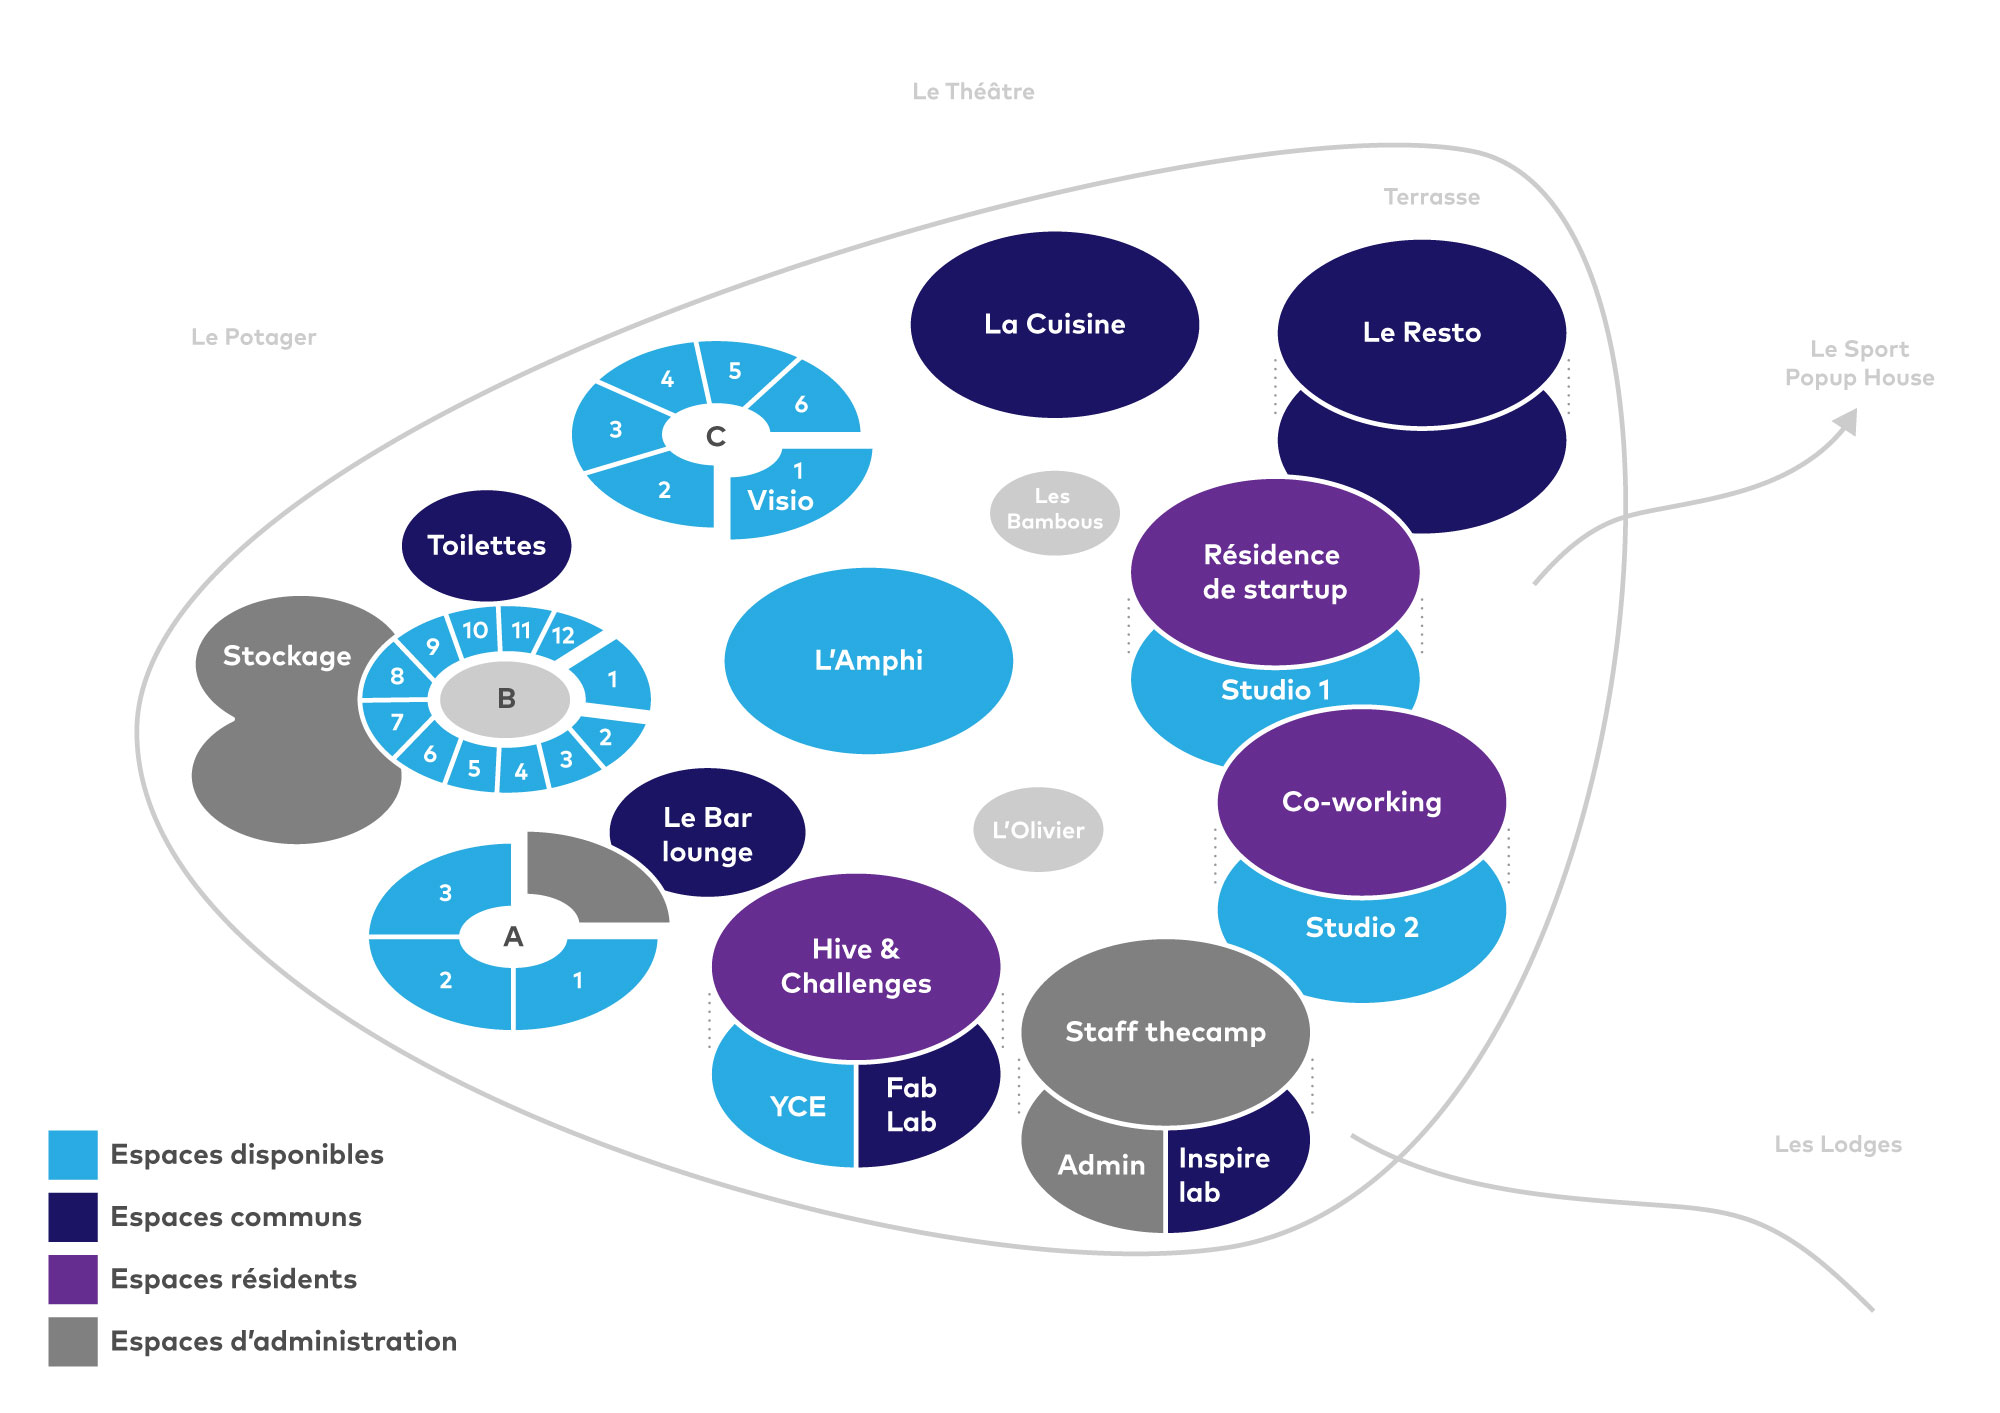 Le Théâtre
Terrasse
Le Potager
La Cuisine
Le Resto
Le Sport
Popup House
4
5
6
3
C
2
1
Visio
Les
Bambous
Toilettes
Résidence
de startup
Stockage
9
10
11
12
8
B
1
7
6
5
4
3
2
L'Amphi
Studio 1
Le Bar
lounge
L'Olivier
Co-working
3
A
2
1
Hive &
Challenges
Studio 2
Staff thecamp
YCE
Fab
Lab
Admin
Inspire
lab
Les Lodges
Espaces disponibles
Espaces communs
Espaces résidents
Espaces d'administration